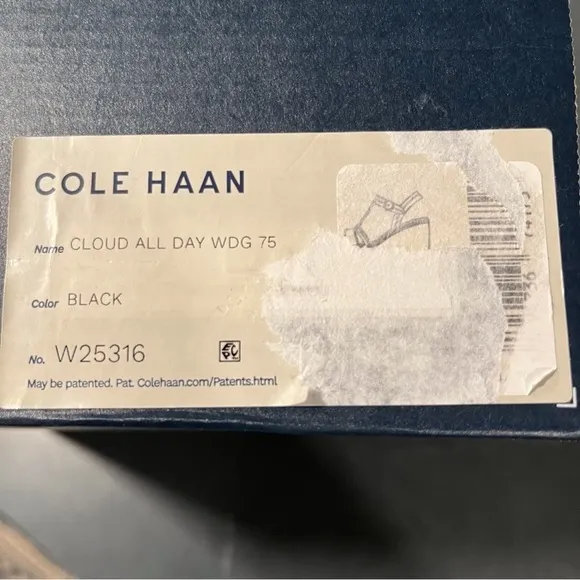 COLE HAAN
Name CLOUD ALL DAY WDG 75
Color BLACK
No. W25316
May be patented. Pat. Colehaan.com/Patents.html